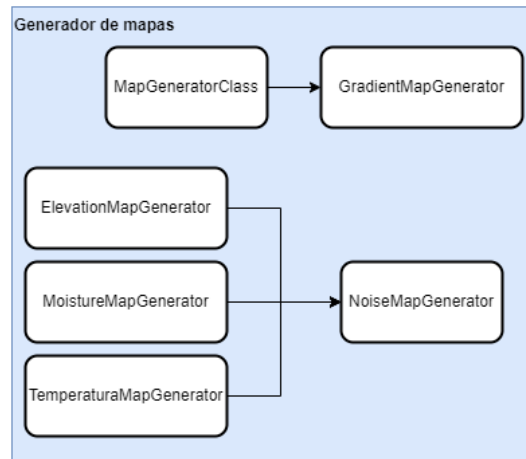 Generador de mapas
MapGeneratorClass
GradientMapGenerator
ElevationMapGenerator
MoistureMapGenerator
NoiseMapGenerator
TemperaturaMapGenerator